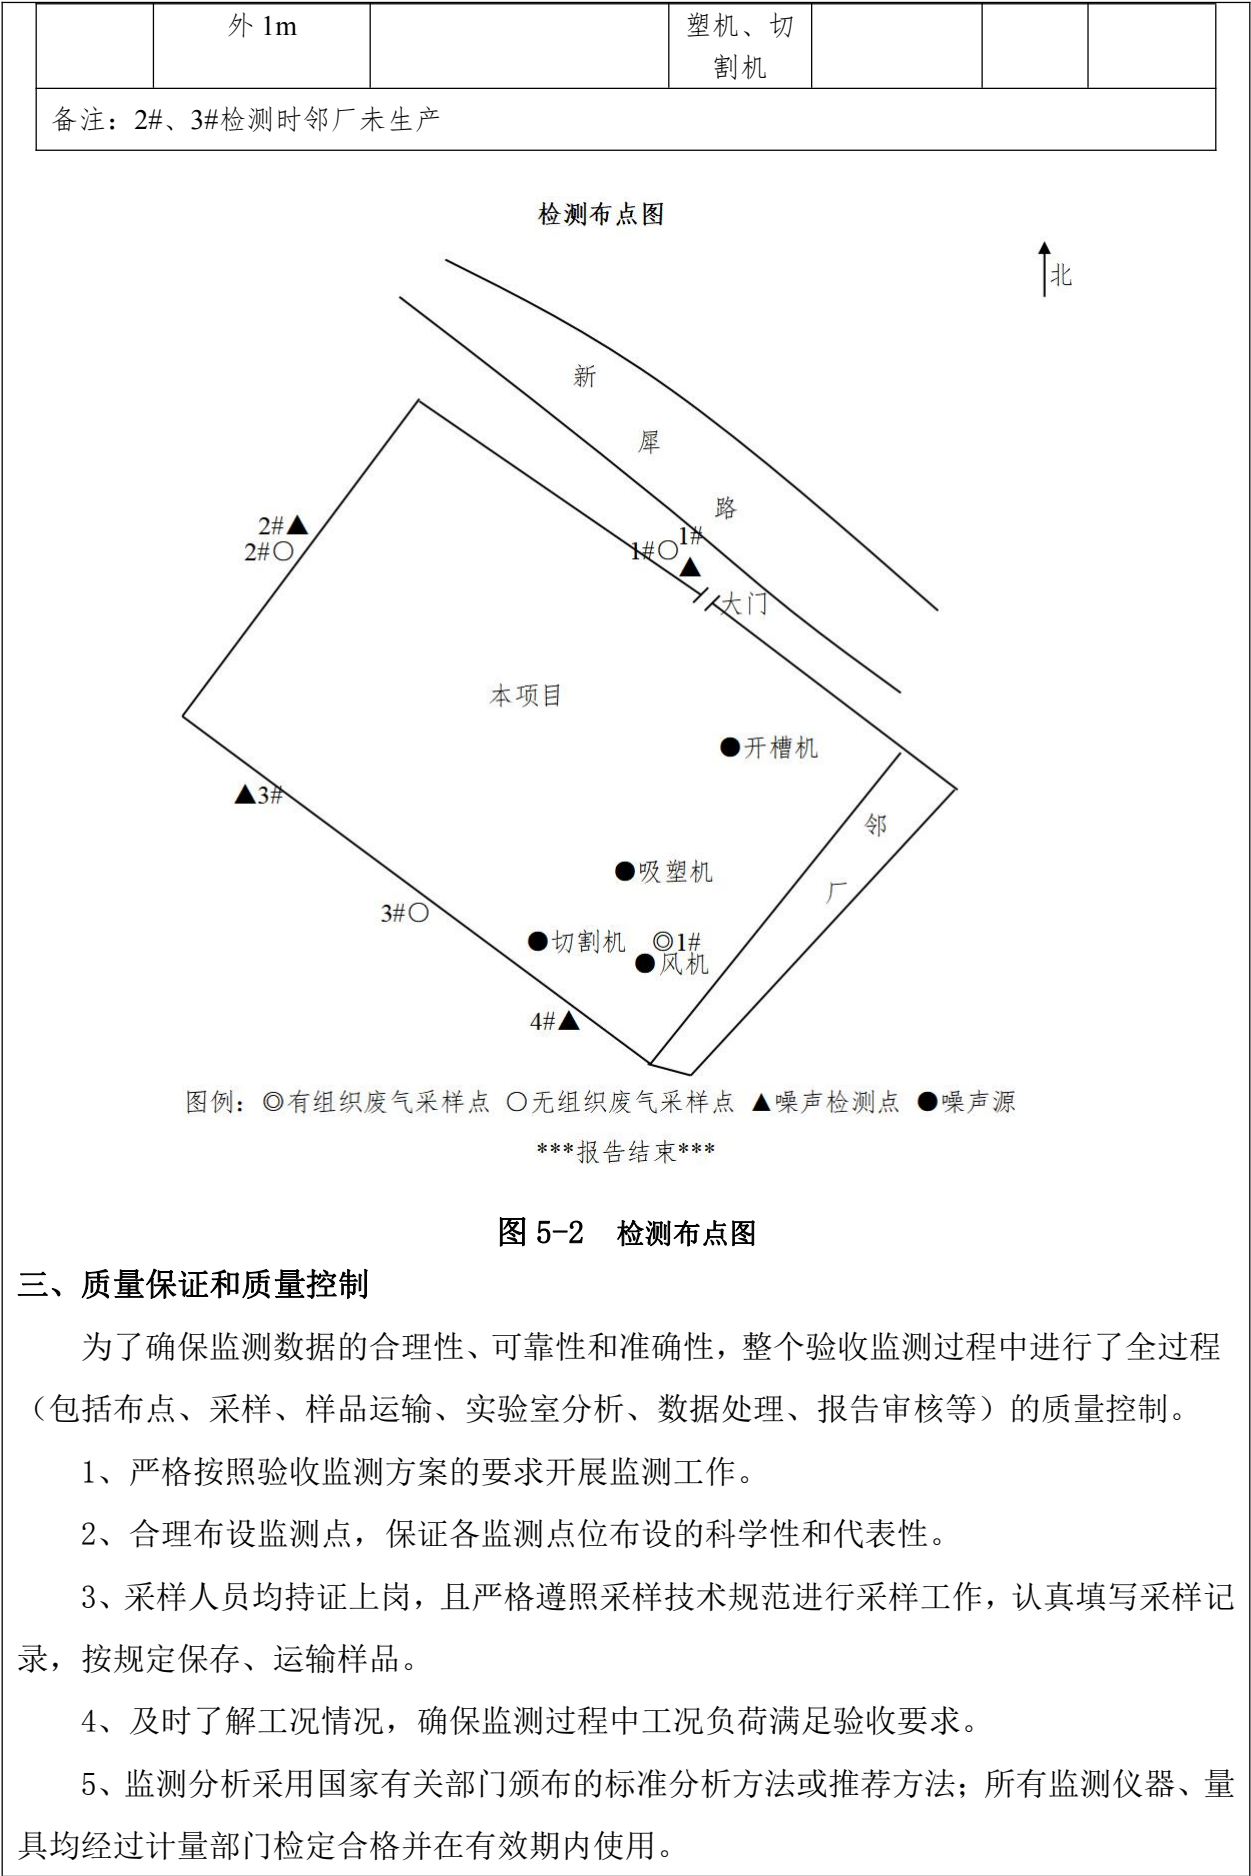 外 1m
塑机、切
割机
备注：2#、3#检测时邻厂未生产
检测布点图
北
新
犀
路
2#▲
2#○
1#
1#○
▲
大门
本项目
●开槽机
▲3#
邻
●吸塑机
厂
3#○
●切割机
◎1#
●风机
4#▲
图例：◎有组织废气采样点 ○无组织废气采样点 ▲噪声检测点 ●噪声源
***报告结束***
图 5-2 检测布点图
三、质量保证和质量控制
为了确保监测数据的合理性、可靠性和准确性，整个验收监测过程中进行了全过程
（包括布点、采样、样品运输、实验室分析、数据处理、报告审核等）的质量控制。
1、严格按照验收监测方案的要求开展监测工作。
2、合理布设监测点，保证各监测点位布设的科学性和代表性。
3、采样人员均持证上岗，且严格遵照采样技术规范进行采样工作，认真填写采样记
录，按规定保存、运输样品。
4、及时了解工况情况，确保监测过程中工况负荷满足验收要求。
5、监测分析采用国家有关部门颁布的标准分析方法或推荐方法；所有监测仪器、量
具均经过计量部门检定合格并在有效期内使用。